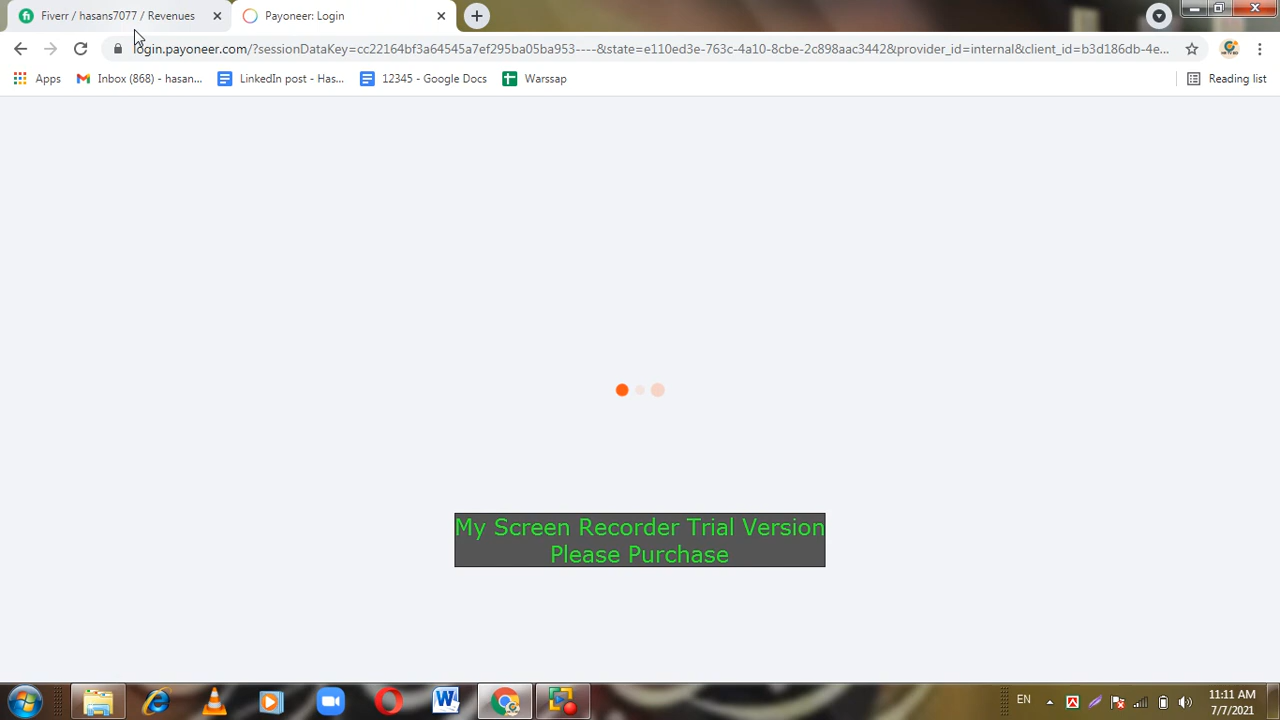 Fiverr / hasans7077 / Revenues
Payoneer: Login
login.payoneer.com/?sessionDataKey=cc22164bf3a64545a7ef295ba05ba953----&state=e110ed3e-763c-4a10-8cbe-2c898aac3442&provider_id=internal&client_id=b3d186db-4e...
Apps
Inbox (868) - hasan...
LinkedIn post - Has...
12345 - Google Docs
Warssap
Reading list
My Screen Recorder Trial Version
Please Purchase
EN
11:11 AM
7/7/2021